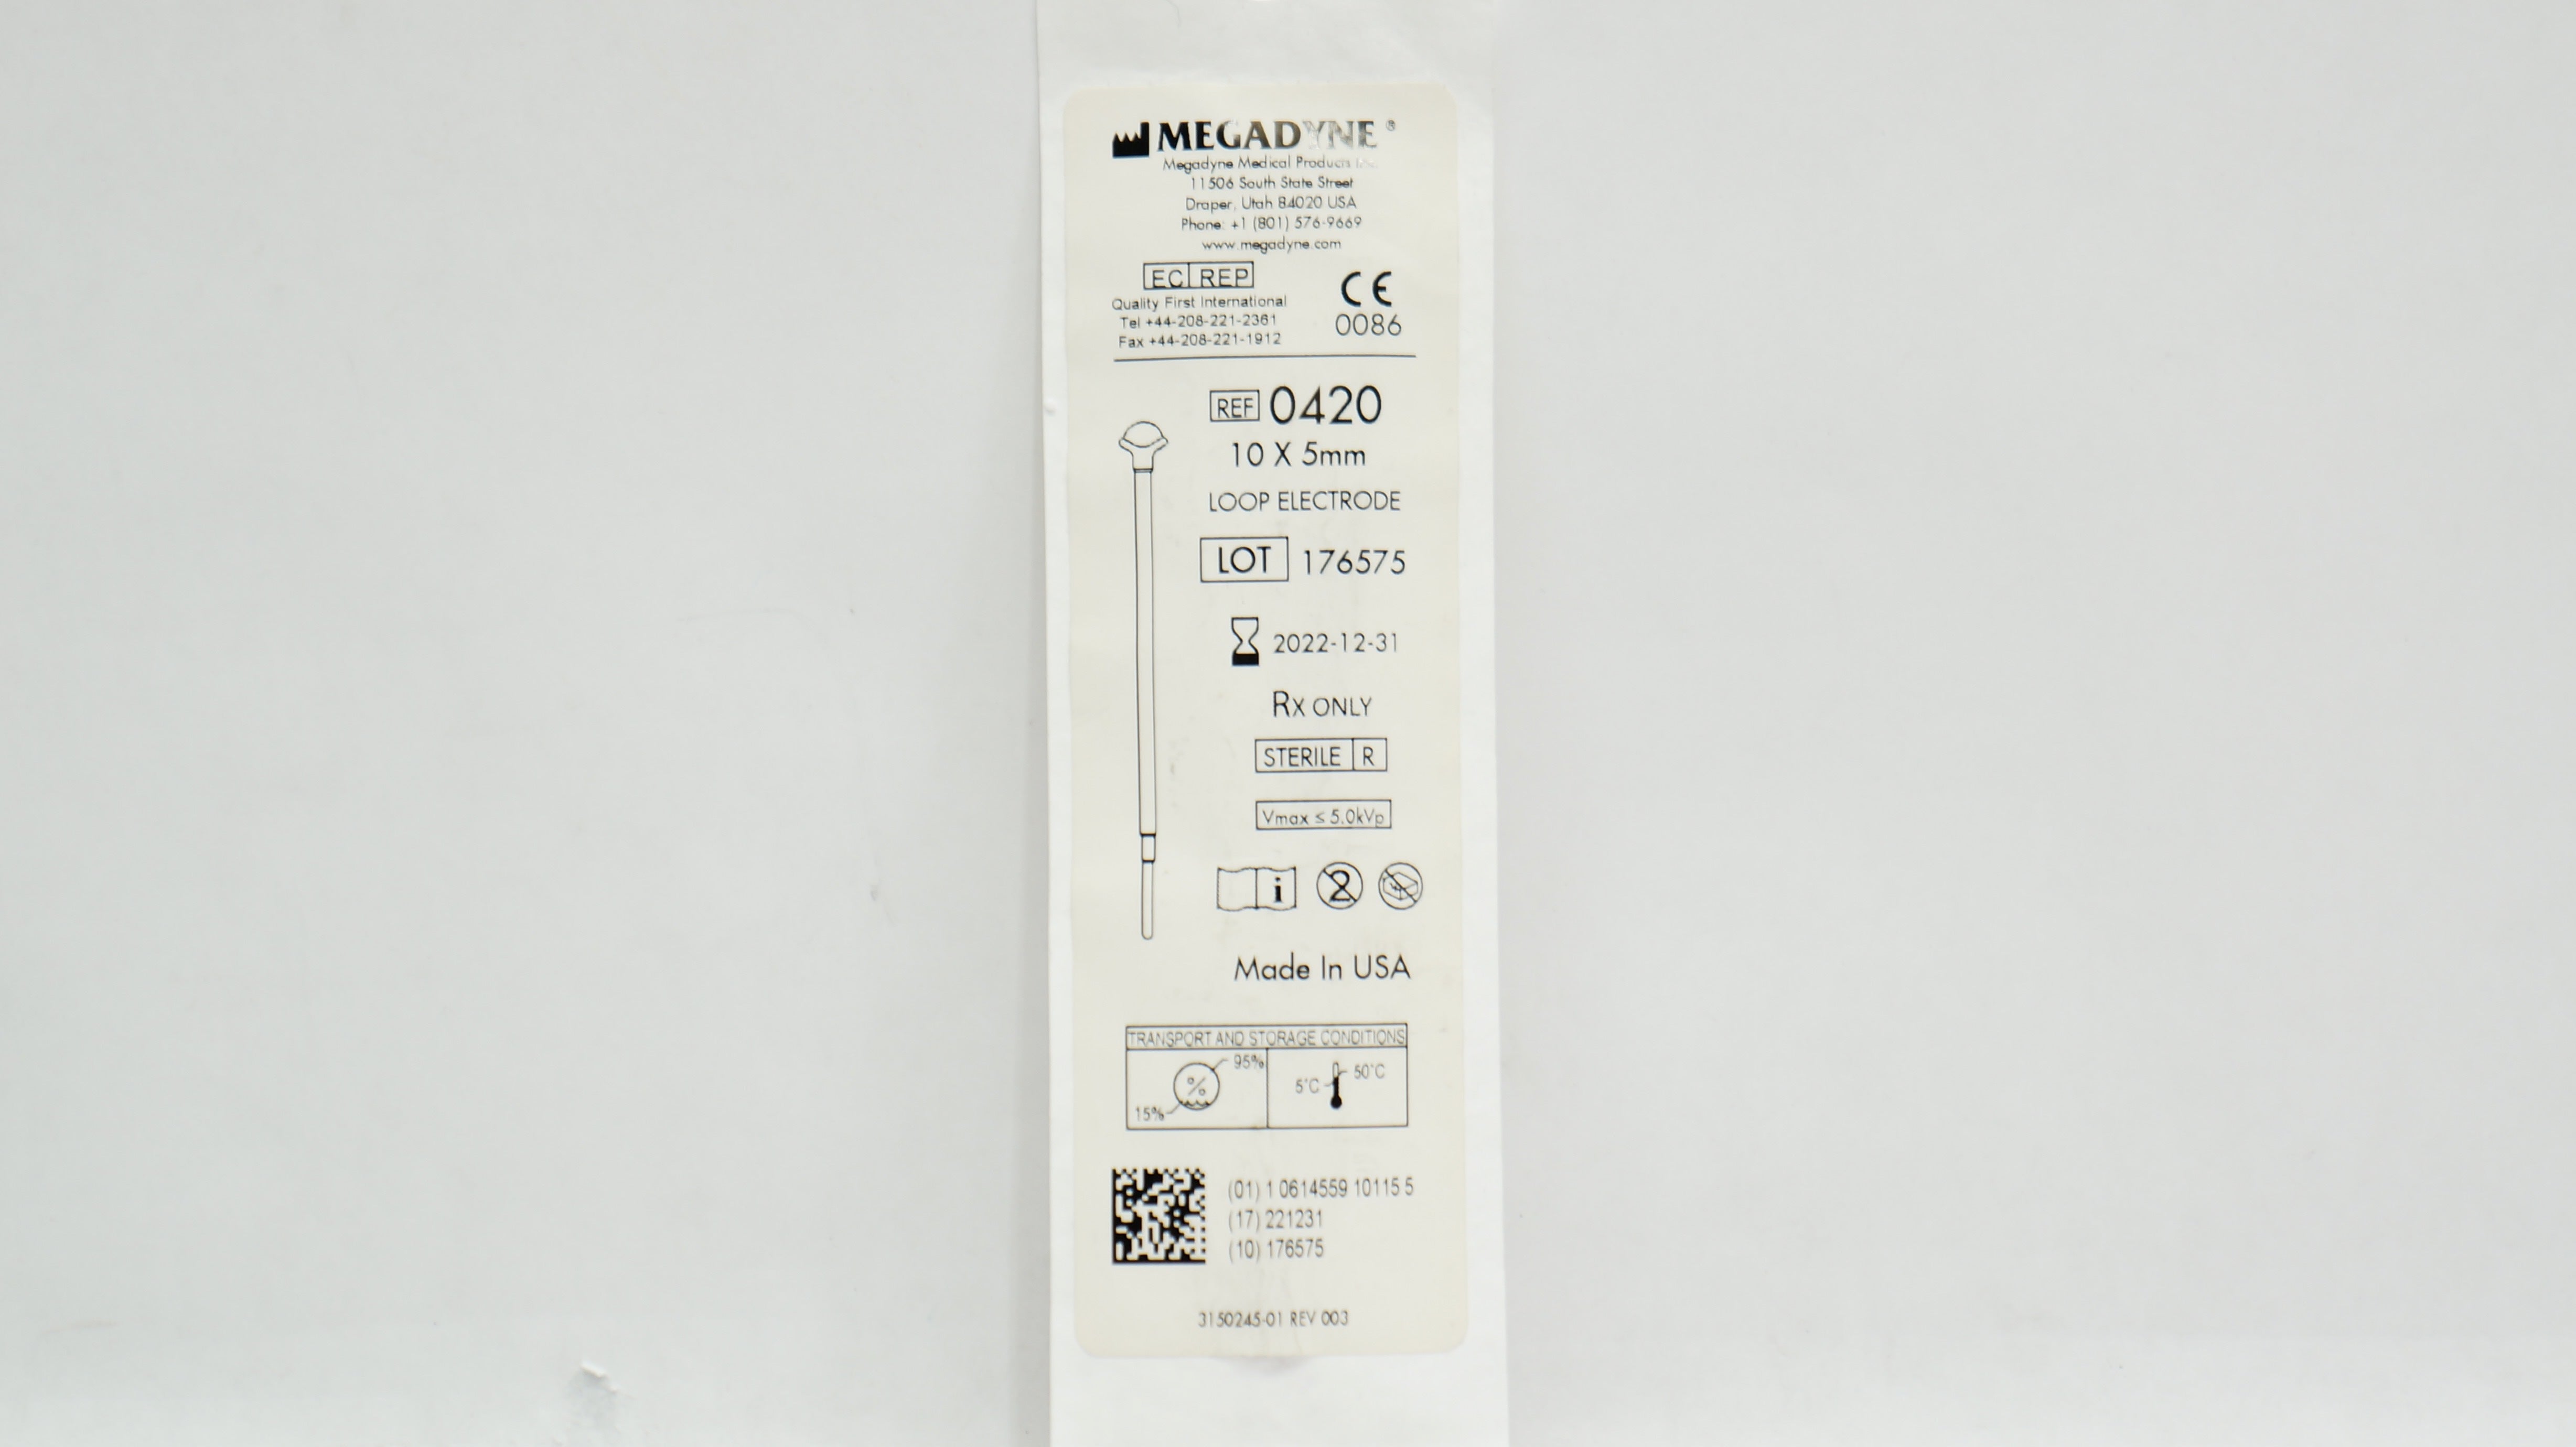 MEGADYNE ®
Megadyne Medical Products Inc.
11506 South State Street
Draper, Utah 84020 USA
Phone: +1 (801) 576-9669
www.megadyne.com
EC REP
Quality First International
Tel +44-208-221-2361
Fax +44-208-221-1912
CE
0086
REF 0420
10 X 5mm
LOOP ELECTRODE
LOT 176575
2022-12-31
Rx ONLY
STERILE R
Vmax ≤ 5.0kVp
i 2
Made In USA
TRANSPORT AND STORAGE CONDITIONS
95%
%
15%
5°C 50°C
(01) 1 0614559 10115 5
(17) 221231
(10) 176575
3150245-01 REV 003